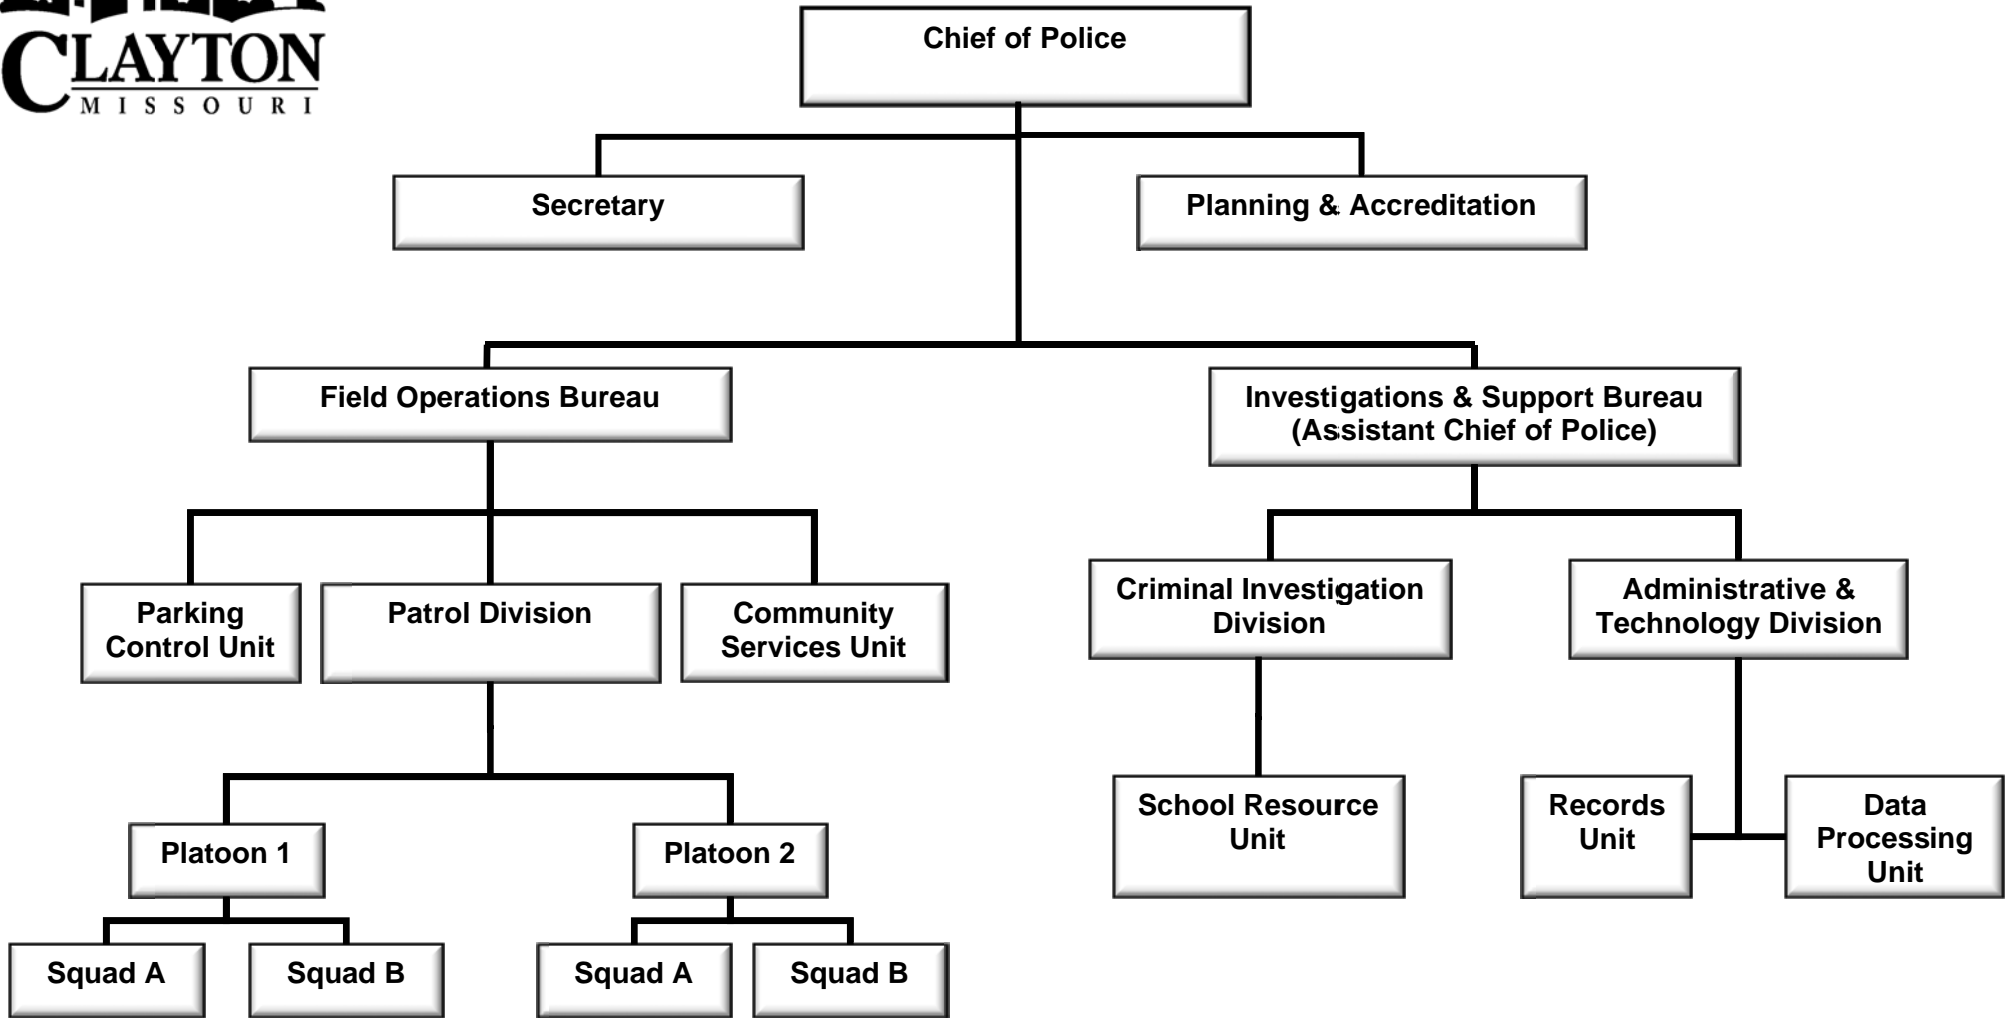 CLAYTON
MISSOURI
Chief of Police
Secretary
Planning & Accreditation
Field Operations Bureau
Investigations & Support Bureau
(Assistant Chief of Police)
Parking
Control Unit
Patrol Division
Community
Services Unit
Criminal Investigation
Division
Administrative &
Technology Division
School Resource
Unit
Records
Unit
Data
Processing
Unit
Platoon 1
Platoon 2
Squad A
Squad B
Squad A
Squad B